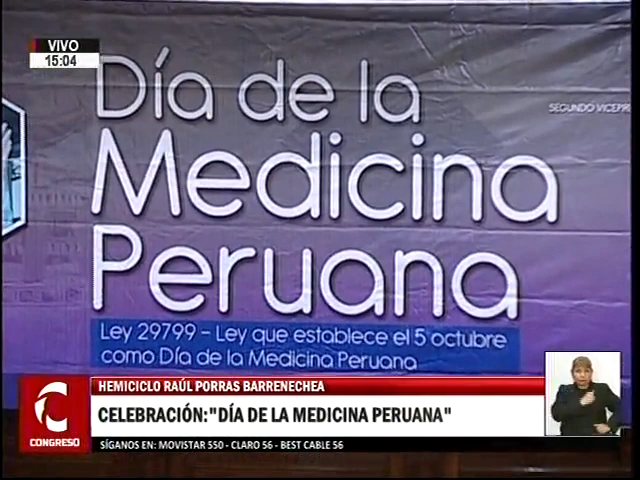 VIVO
15:04
Día de la
SEGUNDO VICEPRE
Medicina
Peruana
Ley 29799 – Ley que establece el 5 octubre
como Día de la Medicina Peruana
HEMICICLO RAÚL PORRAS BARRENECHEA
CELEBRACIÓN:"DÍA DE LA MEDICINA PERUANA"
CONGRESO
SÍGANOS EN: MOVISTAR 550 - CLARO 56 - BEST CABLE 56